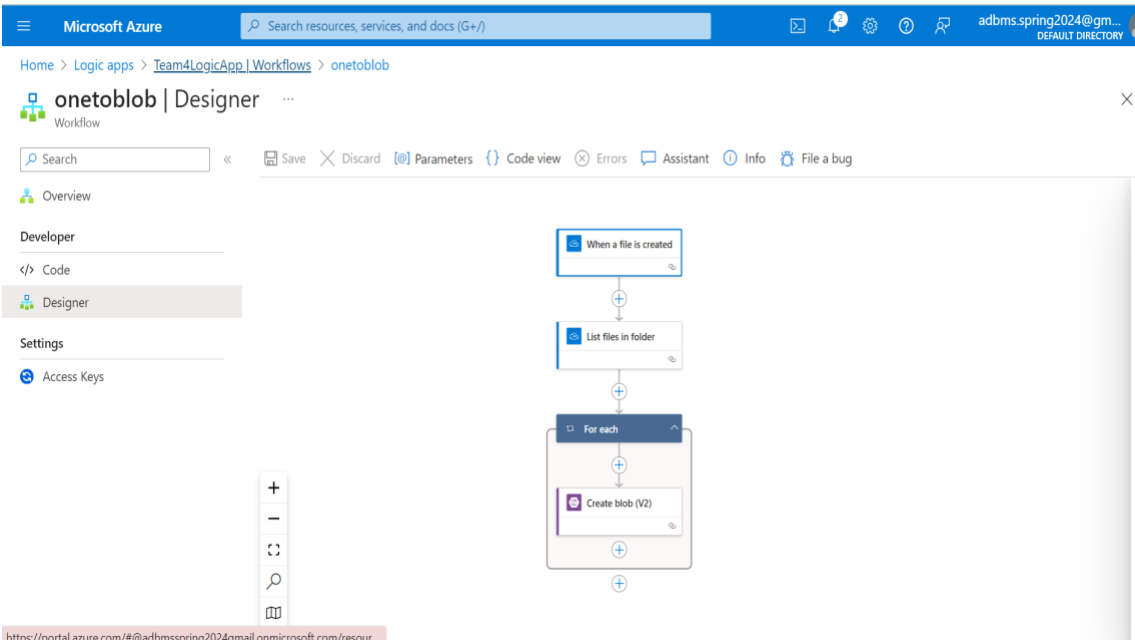 Microsoft Azure
Search resources, services, and docs (G+/)
2
adbms.spring2024@gm...
DEFAULT DIRECTORY
Home > Logic apps > Team4LogicApp | Workflows > onetoblob
onetoblob | Designer ...
Workflow
Search
«
Save
Discard
[@] Parameters
{} Code view
Errors
Assistant
Info
File a bug
Overview
Developer
</> Code
Designer
Settings
Access Keys
When a file is created
List files in folder
For each
Create blob (V2)
https://portal.azure.com/#@adbmsspring2024gmail.onmicrosoft.com/resour...